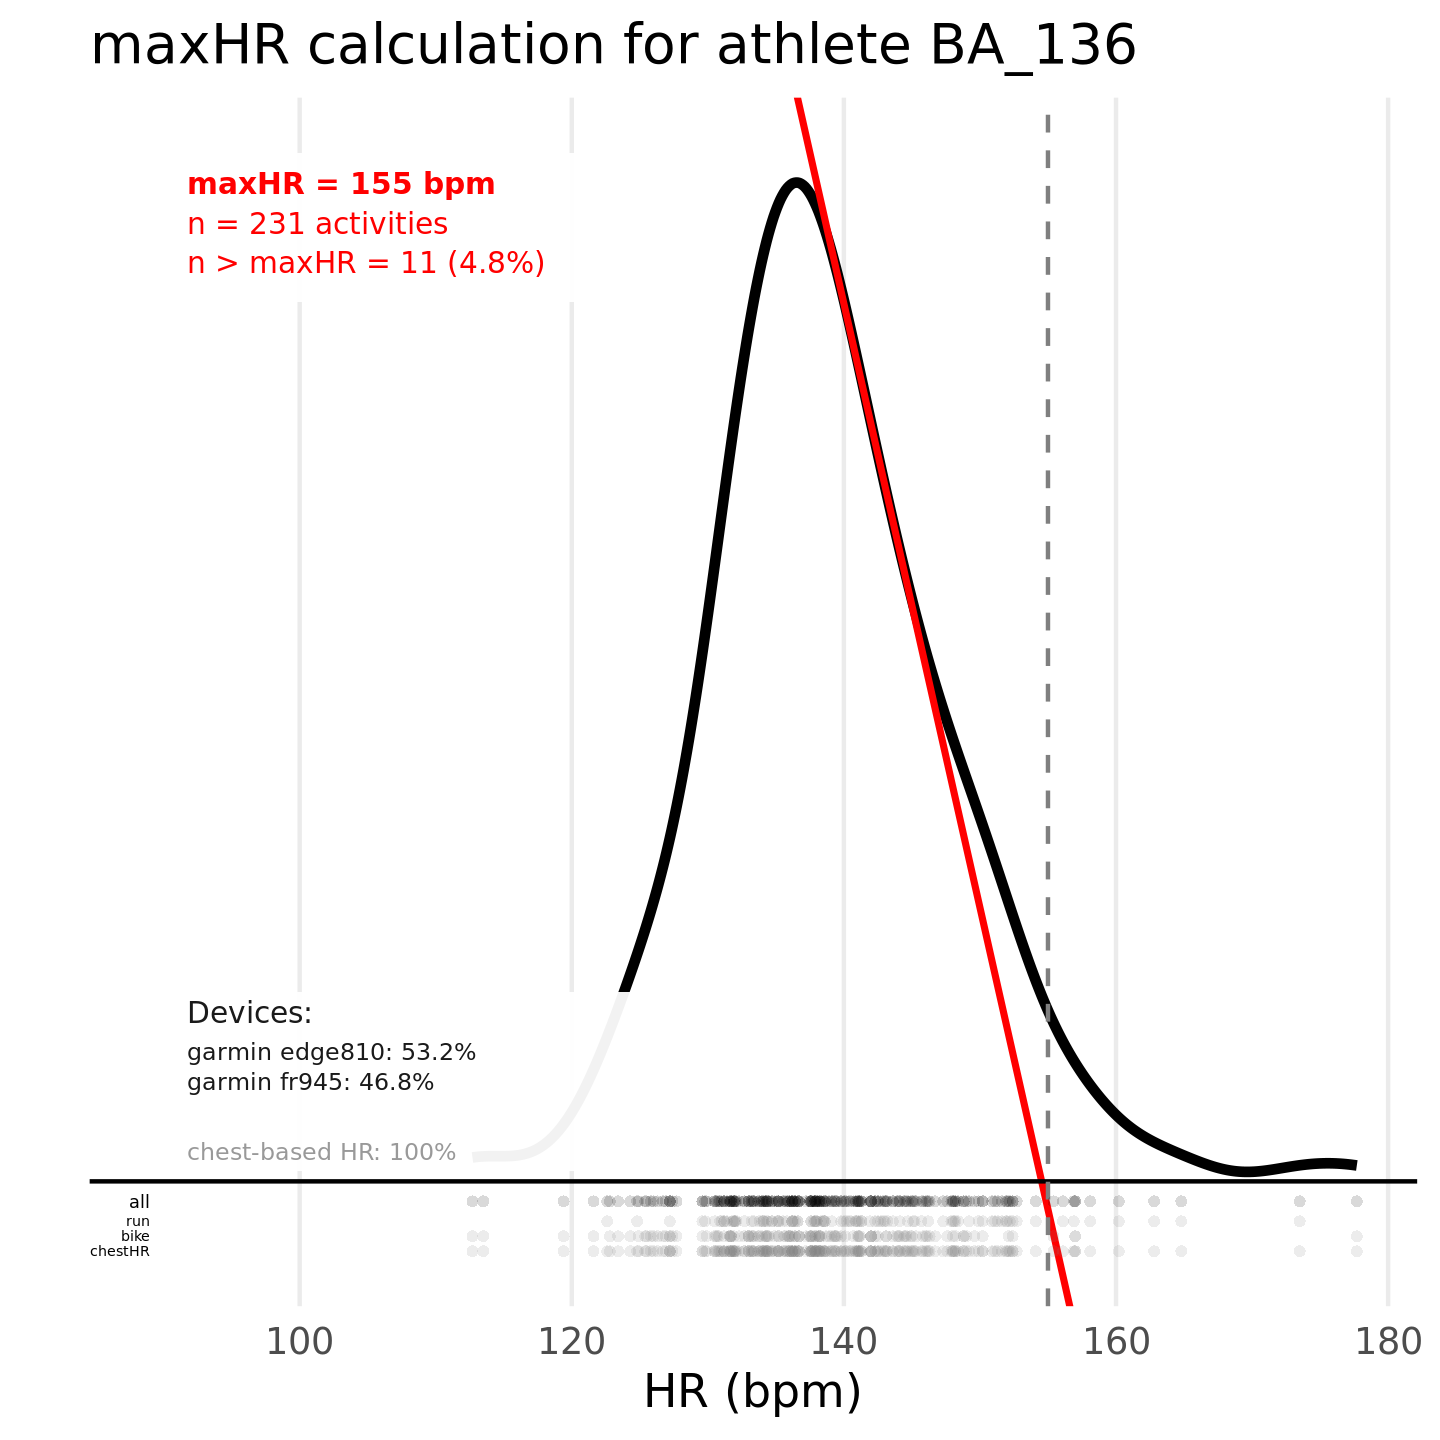 maxHR calculation for athlete BA_136
maxHR = 155 bpm
n = 231 activities
n > maxHR = 11 (4.8%)
Devices:
garmin edge810: 53.2%
garmin fr945: 46.8%
chest-based HR: 100%
all
run
bike
chestHR
100 120 140 160 180
HR (bpm)